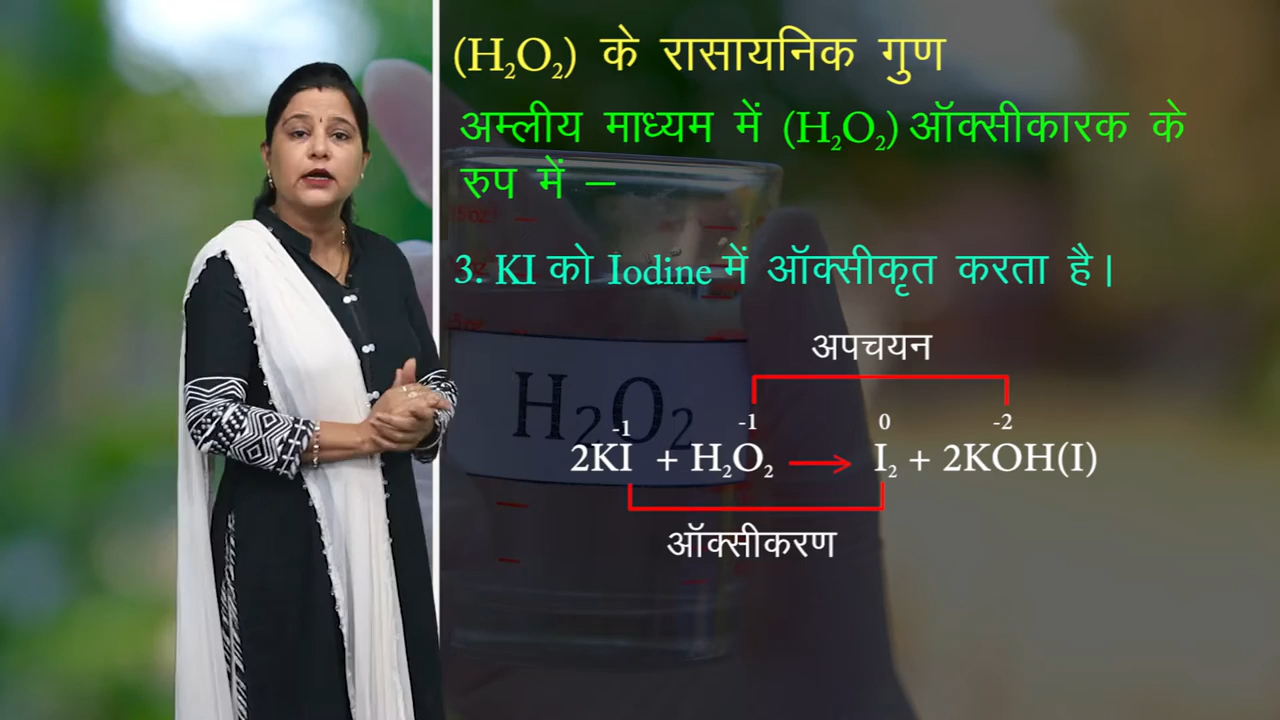 (H₂O₂) के रासायनिक गुण
अम्लीय माध्यम में (H₂O₂) ऑक्सीकारक के
रुप में –
3. KI को Iodine में ऑक्सीकृत करता है।
अपचयन
-1 -1 0 -2
2KI + H₂O₂ → I₂ + 2KOH(I)
ऑक्सीकरण
H₂O₂